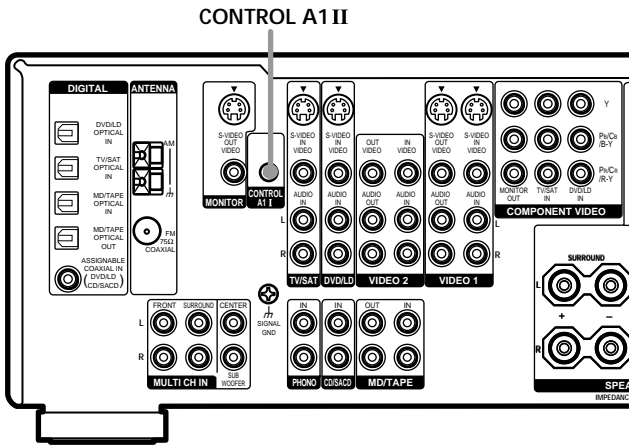 CONTROL A1II
DIGITAL
DVD/LD
OPTICAL
IN
TV/SAT
OPTICAL
IN
MD/TAPE
OPTICAL
IN
MD/TAPE
OPTICAL
OUT
ASSIGNABLE
COAXIAL IN
(DVD/LD
CD/SACD)
ANTENNA
AM
FM
75Ω
COAXIAL
S-VIDEO
OUT
VIDEO
MONITOR
CONTROL
A1 II
S-VIDEO
IN
VIDEO
AUDIO
IN
L
R
TV/SAT
S-VIDEO
IN
VIDEO
AUDIO
IN
DVD/LD
OUT
VIDEO
IN
VIDEO
AUDIO
OUT
AUDIO
IN
VIDEO 2
S-VIDEO
OUT
VIDEO
S-VIDEO
IN
VIDEO
AUDIO
OUT
AUDIO
IN
L
R
VIDEO 1
Y
PB/CB
/B-Y
PR/CR
/R-Y
MONITOR
OUT
TV/SAT
IN
DVD/LD
IN
COMPONENT VIDEO
SURROUND
L
+ –
R
SPEA
IMPEDANC
FRONT SURROUND CENTER
L
R
SUB
WOOFER
MULTI CH IN
SIGNAL
GND
IN
PHONO
IN
CD/SACD
OUT IN
MD/TAPE